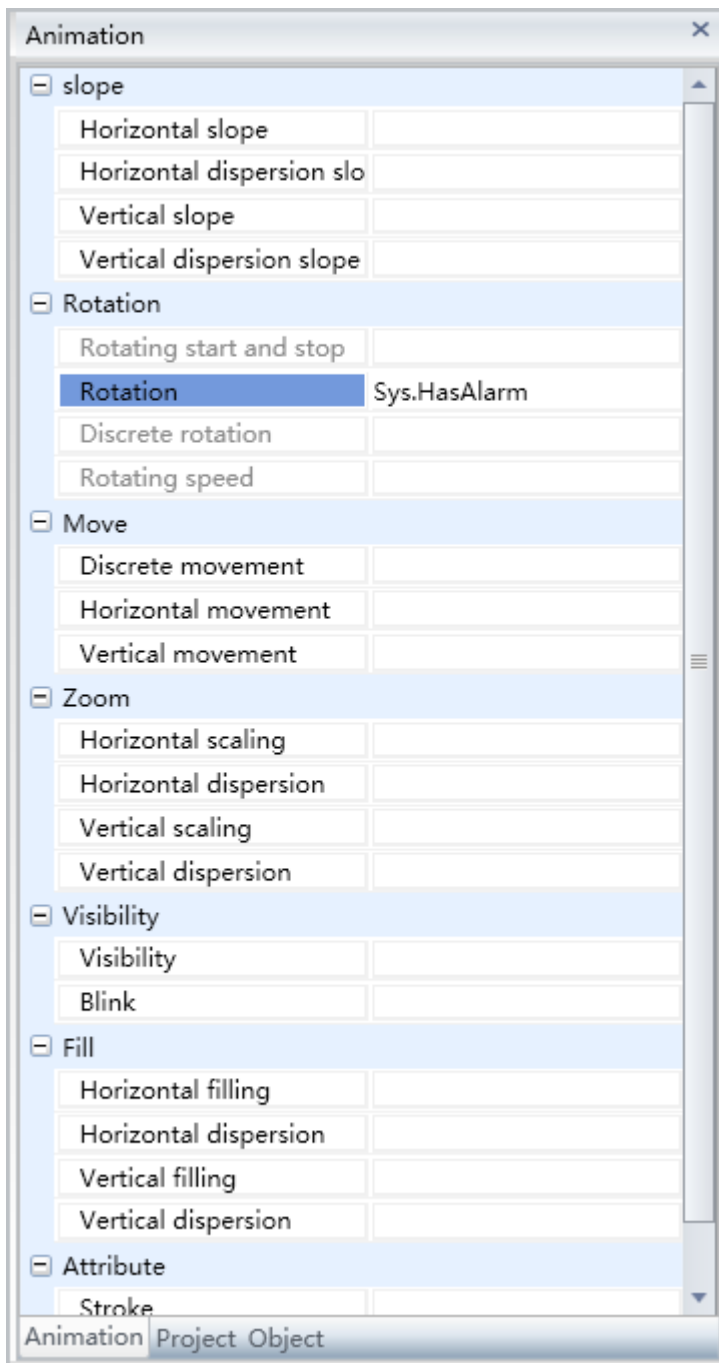 Animation
slope
Horizontal slope
Horizontal dispersion slo
Vertical slope
Vertical dispersion slope
Rotation
Rotating start and stop
Rotation Sys.HasAlarm
Discrete rotation
Rotating speed
Move
Discrete movement
Horizontal movement
Vertical movement
Zoom
Horizontal scaling
Horizontal dispersion
Vertical scaling
Vertical dispersion
Visibility
Visibility
Blink
Fill
Horizontal filling
Horizontal dispersion
Vertical filling
Vertical dispersion
Attribute
Stroke
Animation Project Object